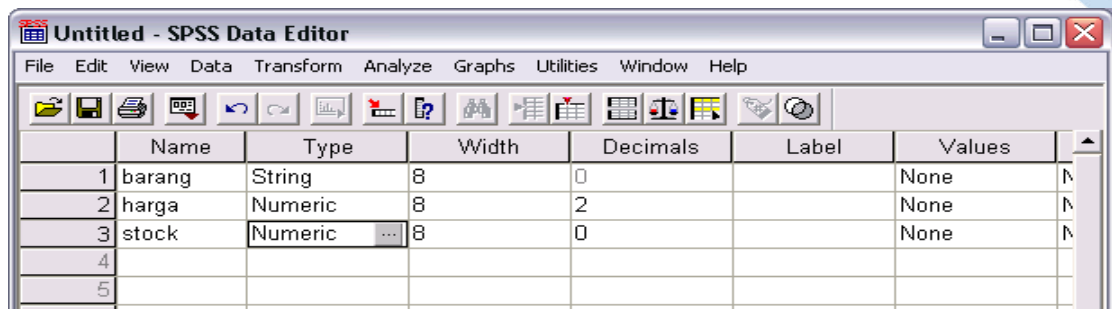 SPSS Untitled - SPSS Data Editor
File Edit View Data Transform Analyze Graphs Utilities Window Help
Name Type Width Decimals Label Values
1 barang String 8 0 None N
2 harga Numeric 8 2 None N
3 stock Numeric ... 8 0 None N
4
5